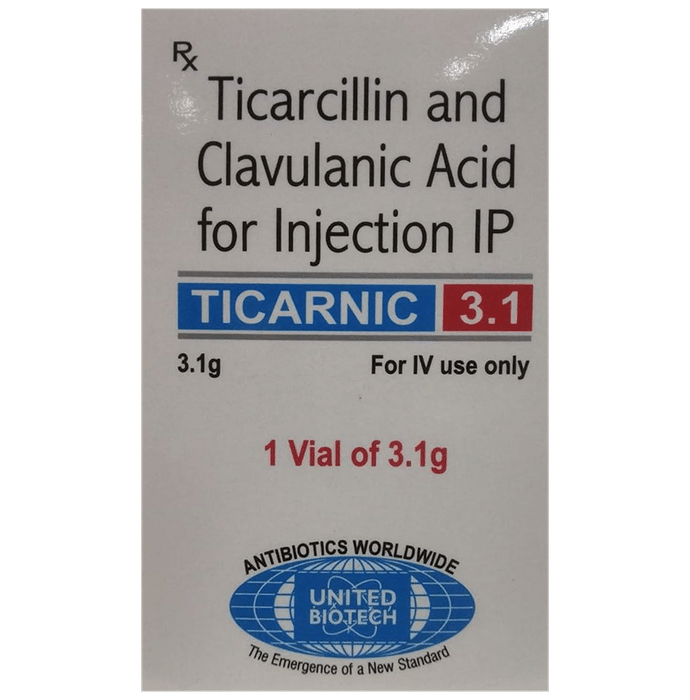 Rx
Ticarcillin and
Clavulanic Acid
for Injection IP
TICARNIC 3.1
3.1g For IV use only
1 Vial of 3.1g
ANTIBIOTICS WORLDWIDE
UNITED
BIOTECH
The Emergence of a New Standard